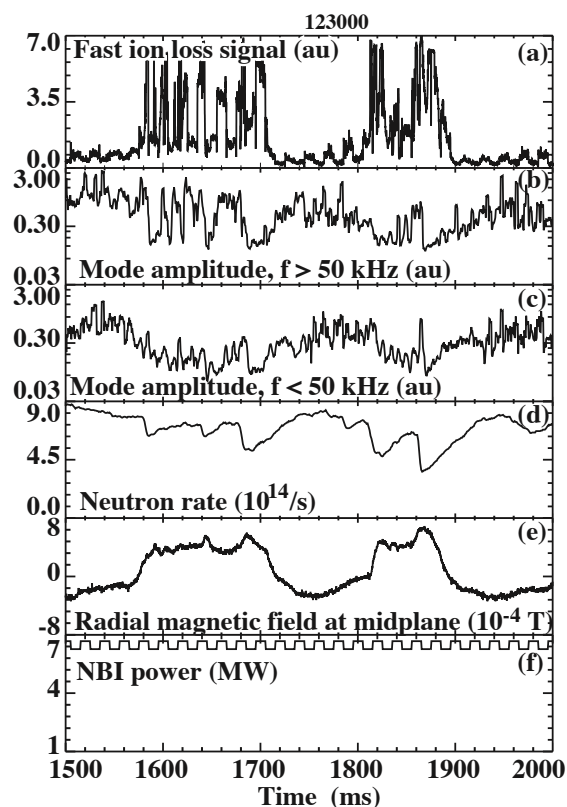 123000
7.0 Fast ion loss signal (au) (a)
3.5
0.0
3.00 (b)
0.30
0.03 Mode amplitude, f > 50 kHz (au)
3.00 (c)
0.30
0.03 Mode amplitude, f < 50 kHz (au)
9.0 (d)
4.5
0.0 Neutron rate (10^14/s)
8 (e)
0
-8 Radial magnetic field at midplane (10^-4 T)
7 NBI power (MW) (f)
4
1
1500 1600 1700 1800 1900 2000
Time (ms)